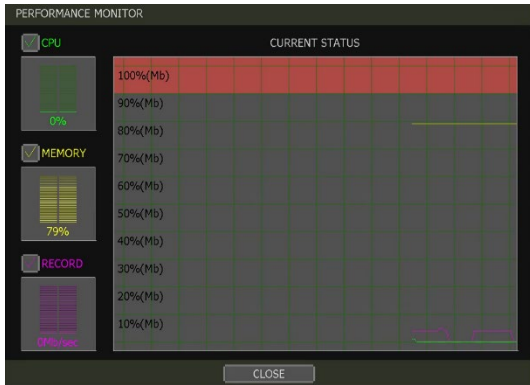 PERFORMANCE MONITOR
CPU
CURRENT STATUS
0%
MEMORY
79%
RECORD
0Mb/sec
100%(Mb)
90%(Mb)
80%(Mb)
70%(Mb)
60%(Mb)
50%(Mb)
40%(Mb)
30%(Mb)
20%(Mb)
10%(Mb)
CLOSE